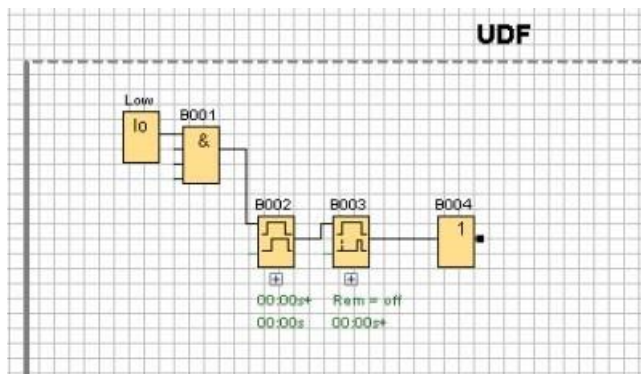 UDF
Low
B001
lo
&
B002
B003
B004
1
00:00s+
Rem = off
00:00s
00:00s+